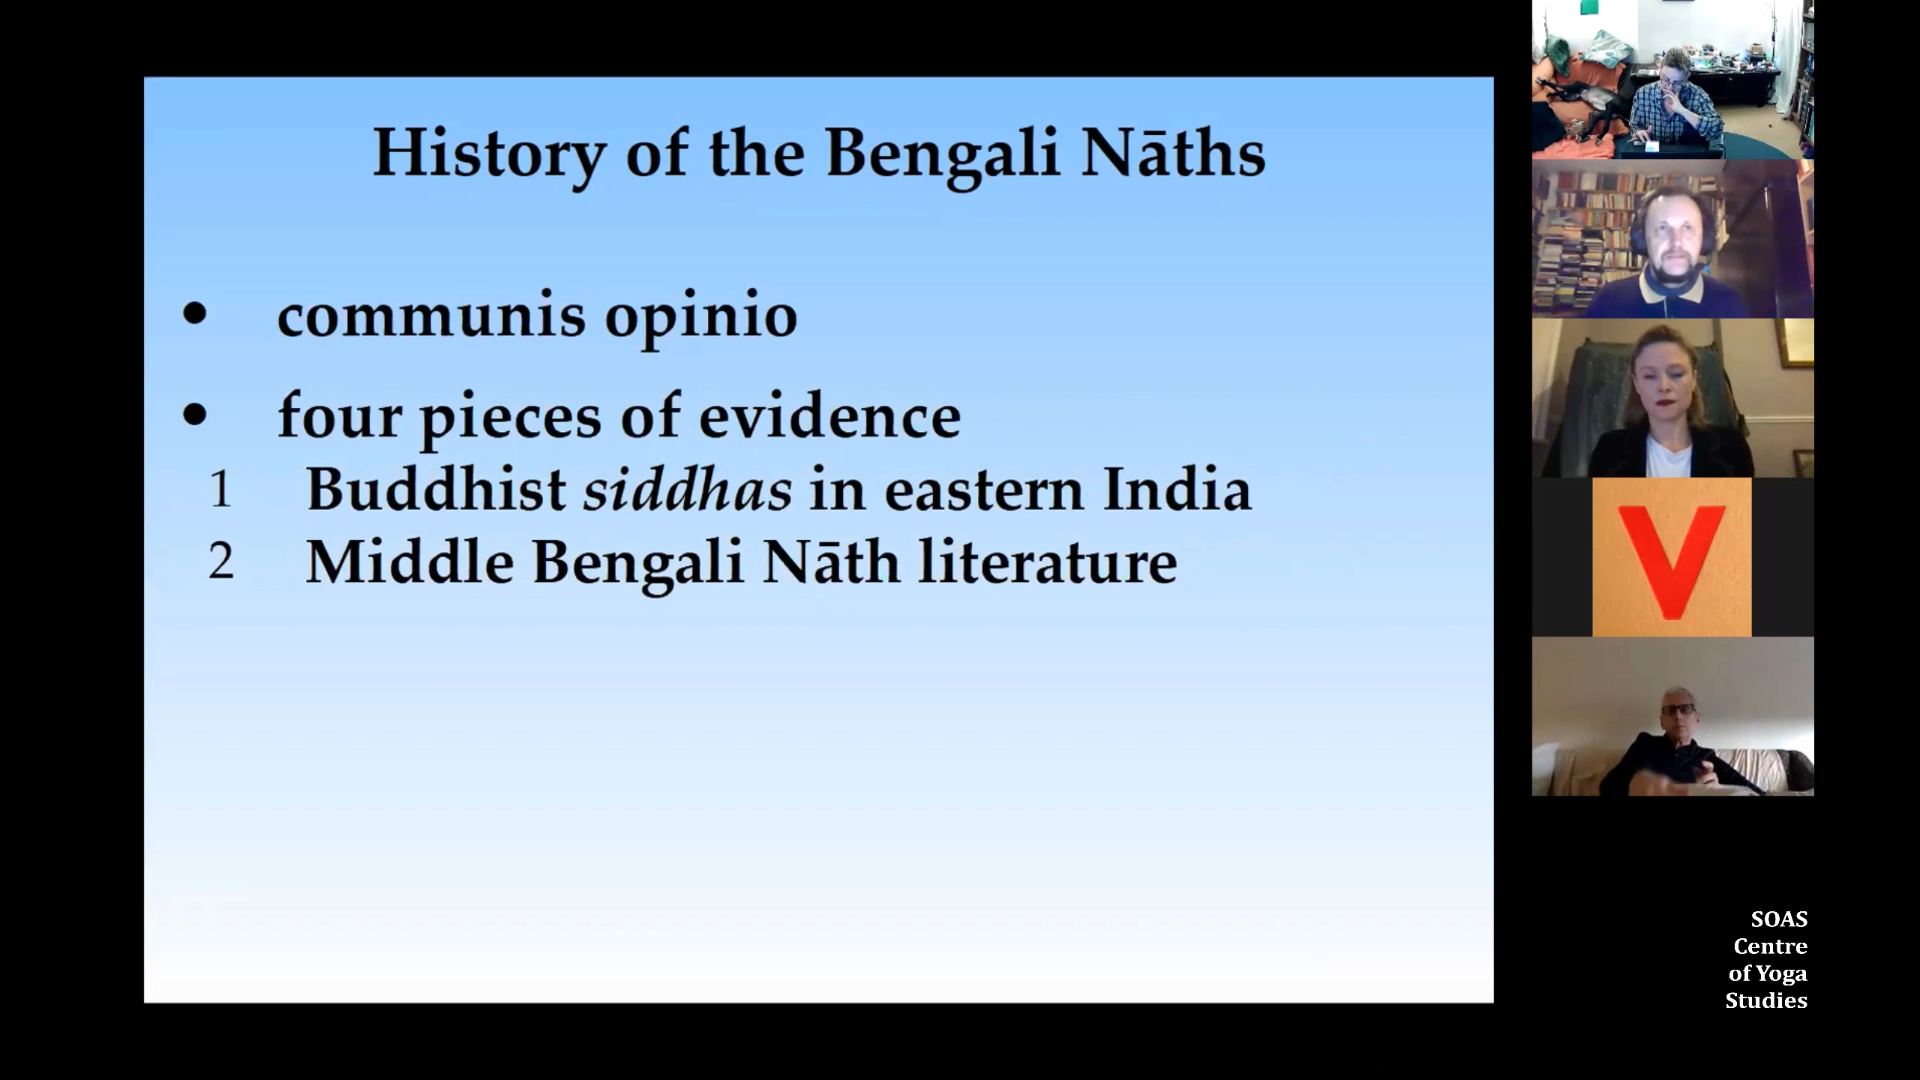 History of the Bengali Nāths
• communis opinio
• four pieces of evidence
1 Buddhist siddhas in eastern India
2 Middle Bengali Nāth literature
V
SOAS
Centre
of Yoga
Studies